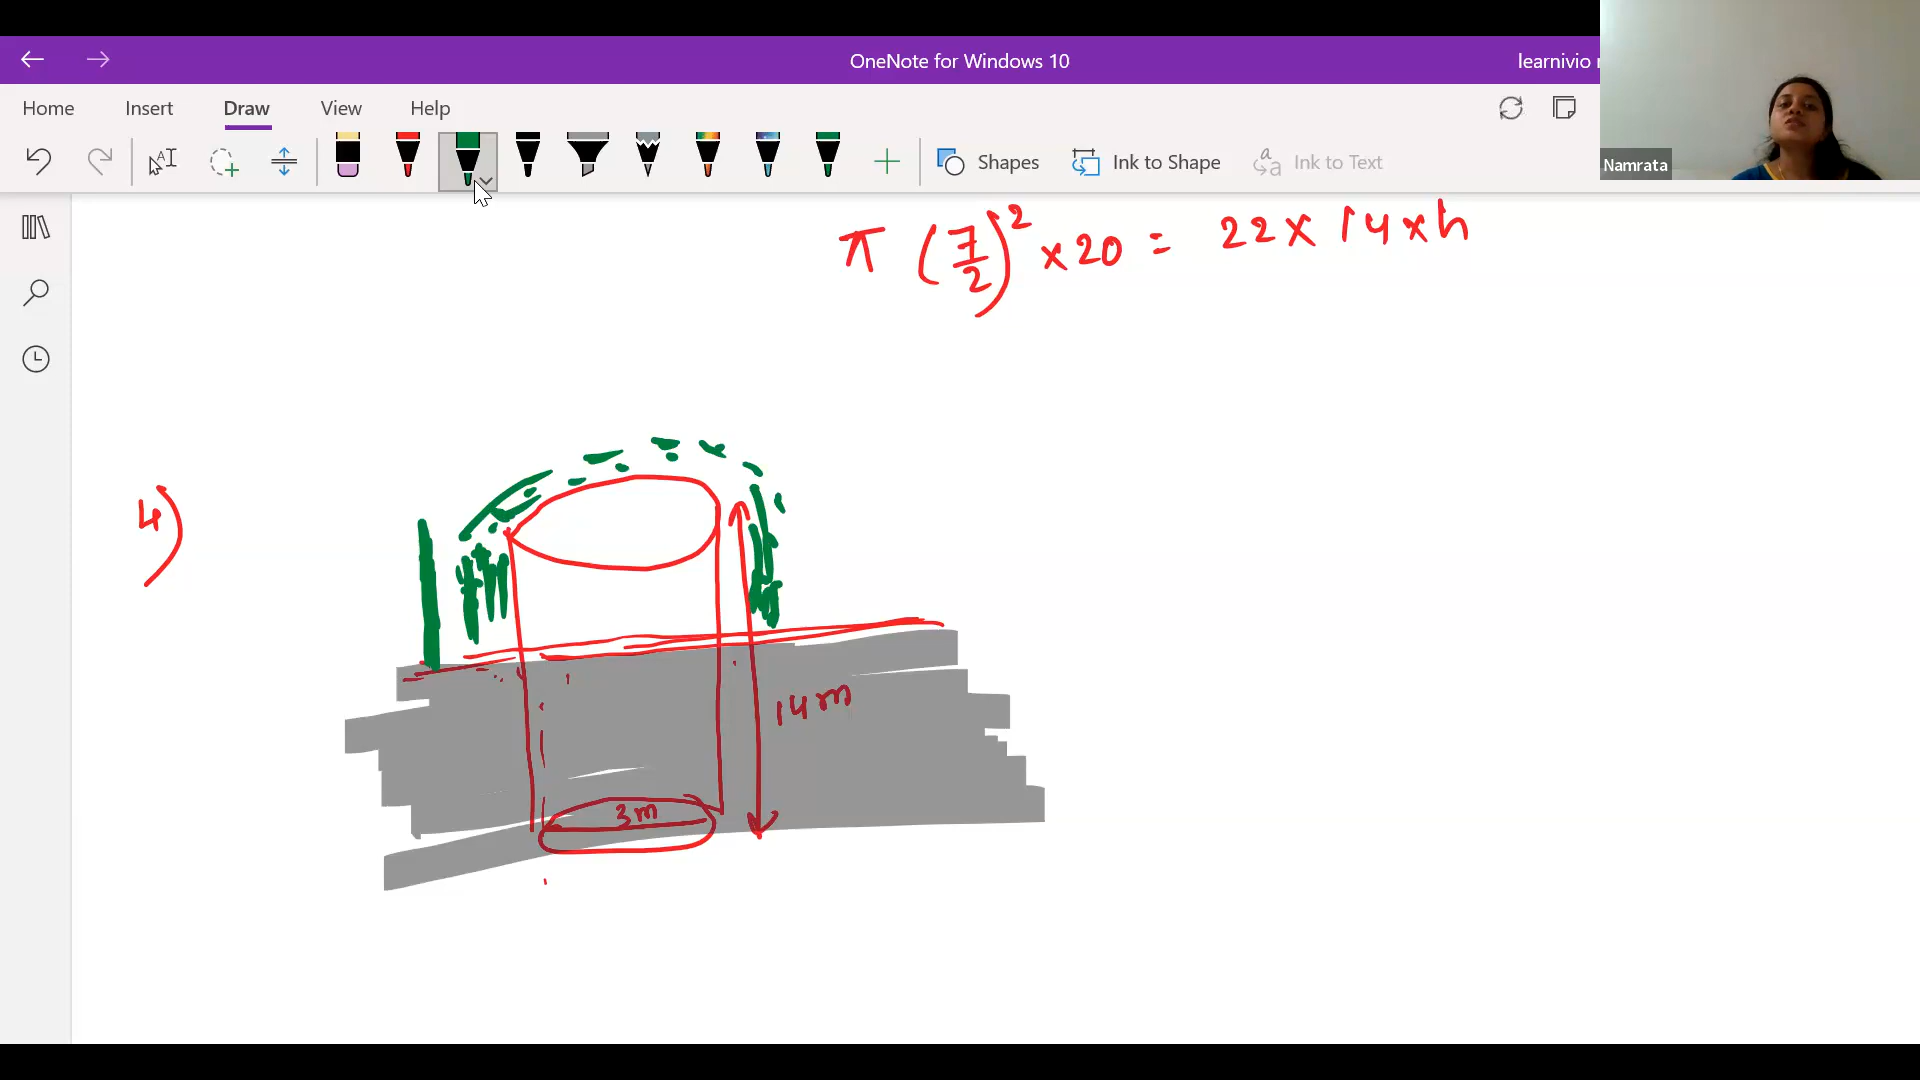 OneNote for Windows 10
learnivio
Home Insert Draw View Help
Shapes Ink to Shape Ink to Text
Namrata
π (7/2)² × 20 = 22 × 14 × h
4)
14m
3m